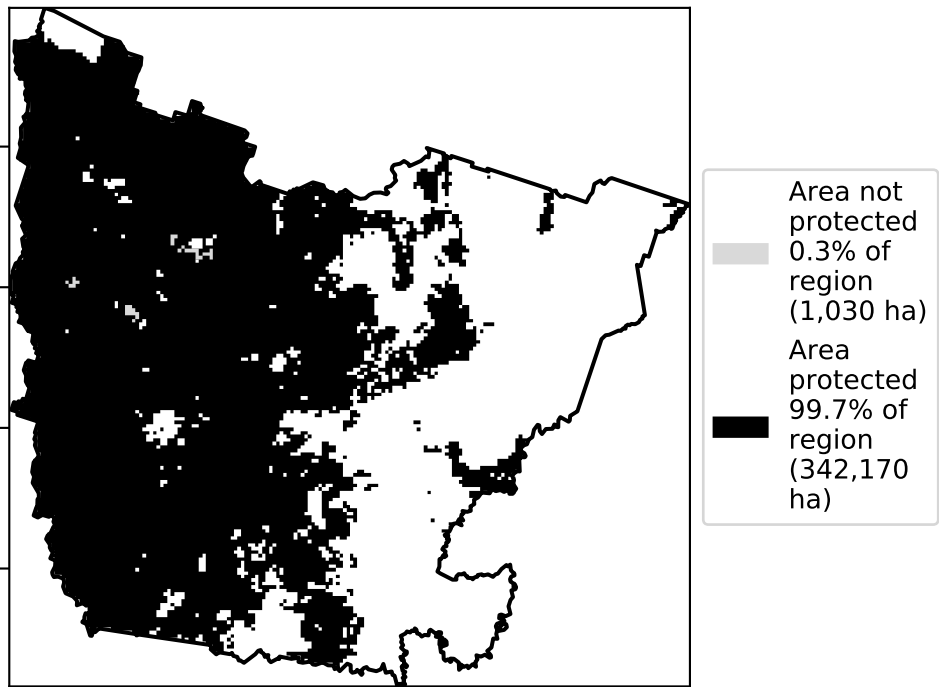 Area not
protected
0.3% of
region
(1,030 ha)
Area
protected
99.7% of
region
(342,170
ha)